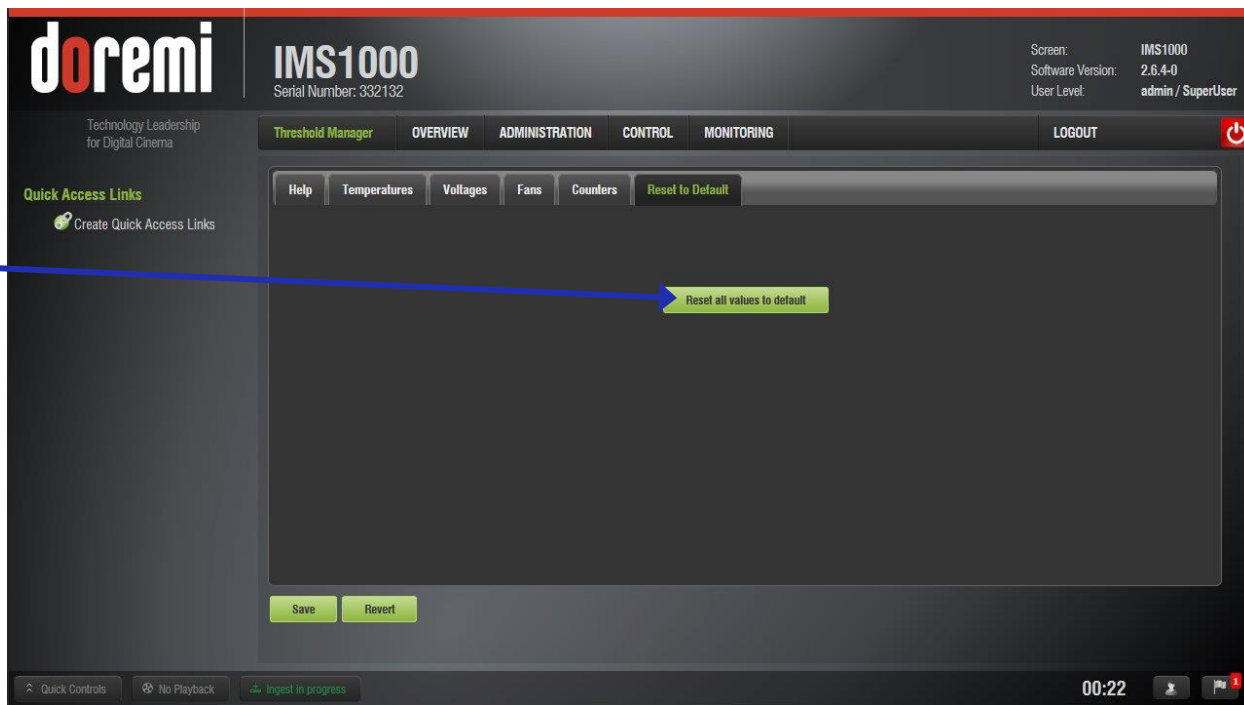 doremi
Technology Leadership
for Digital Cinema
IMS1000
Serial Number: 332132
Screen: IMS1000
Software Version: 2.6.4-0
User Level: admin / SuperUser
Threshold Manager OVERVIEW ADMINISTRATION CONTROL MONITORING LOGOUT
Quick Access Links
Create Quick Access Links
Help Temperatures Voltages Fans Counters Reset to Default
Reset all values to default
Save Revert
Quick Controls No Playback Ingest in progress 00:22 1